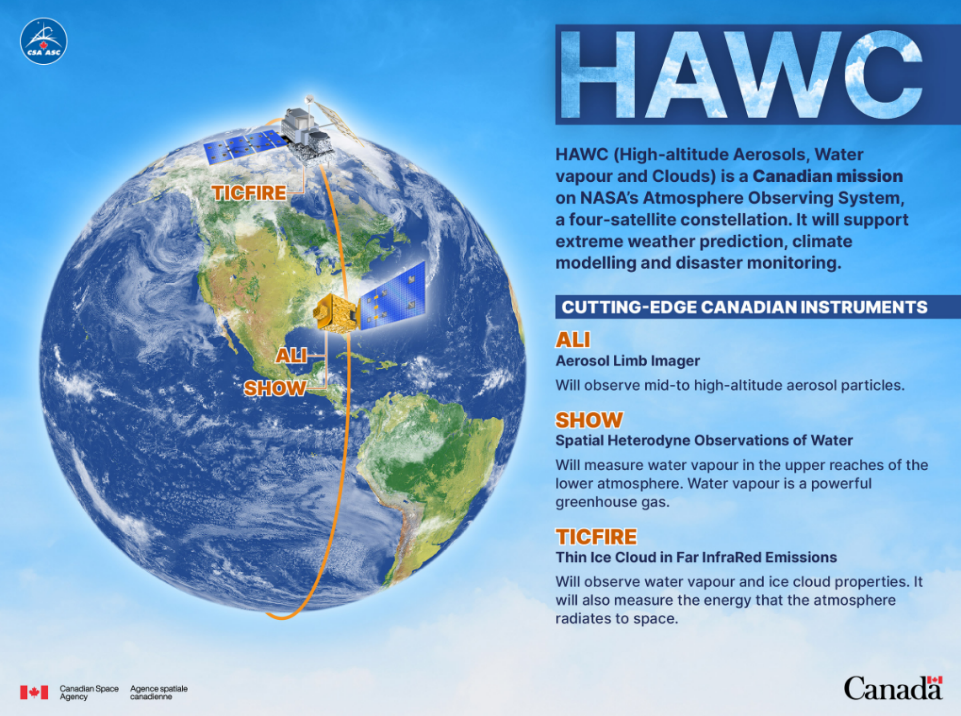 CSA ASC
HAWC
HAWC (High-altitude Aerosols, Water
vapour and Clouds) is a Canadian mission
on NASA's Atmosphere Observing System,
a four-satellite constellation. It will support
extreme weather prediction, climate
modelling and disaster monitoring.
CUTTING-EDGE CANADIAN INSTRUMENTS
ALI
Aerosol Limb Imager
Will observe mid-to high-altitude aerosol particles.
SHOW
Spatial Heterodyne Observations of Water
Will measure water vapour in the upper reaches of the
lower atmosphere. Water vapour is a powerful
greenhouse gas.
TICFIRE
Thin Ice Cloud in Far InfraRed Emissions
Will observe water vapour and ice cloud properties. It
will also measure the energy that the atmosphere
radiates to space.
TICFIRE
ALI
SHOW
Canadian Space
Agency
Agence spatiale
canadienne
Canada